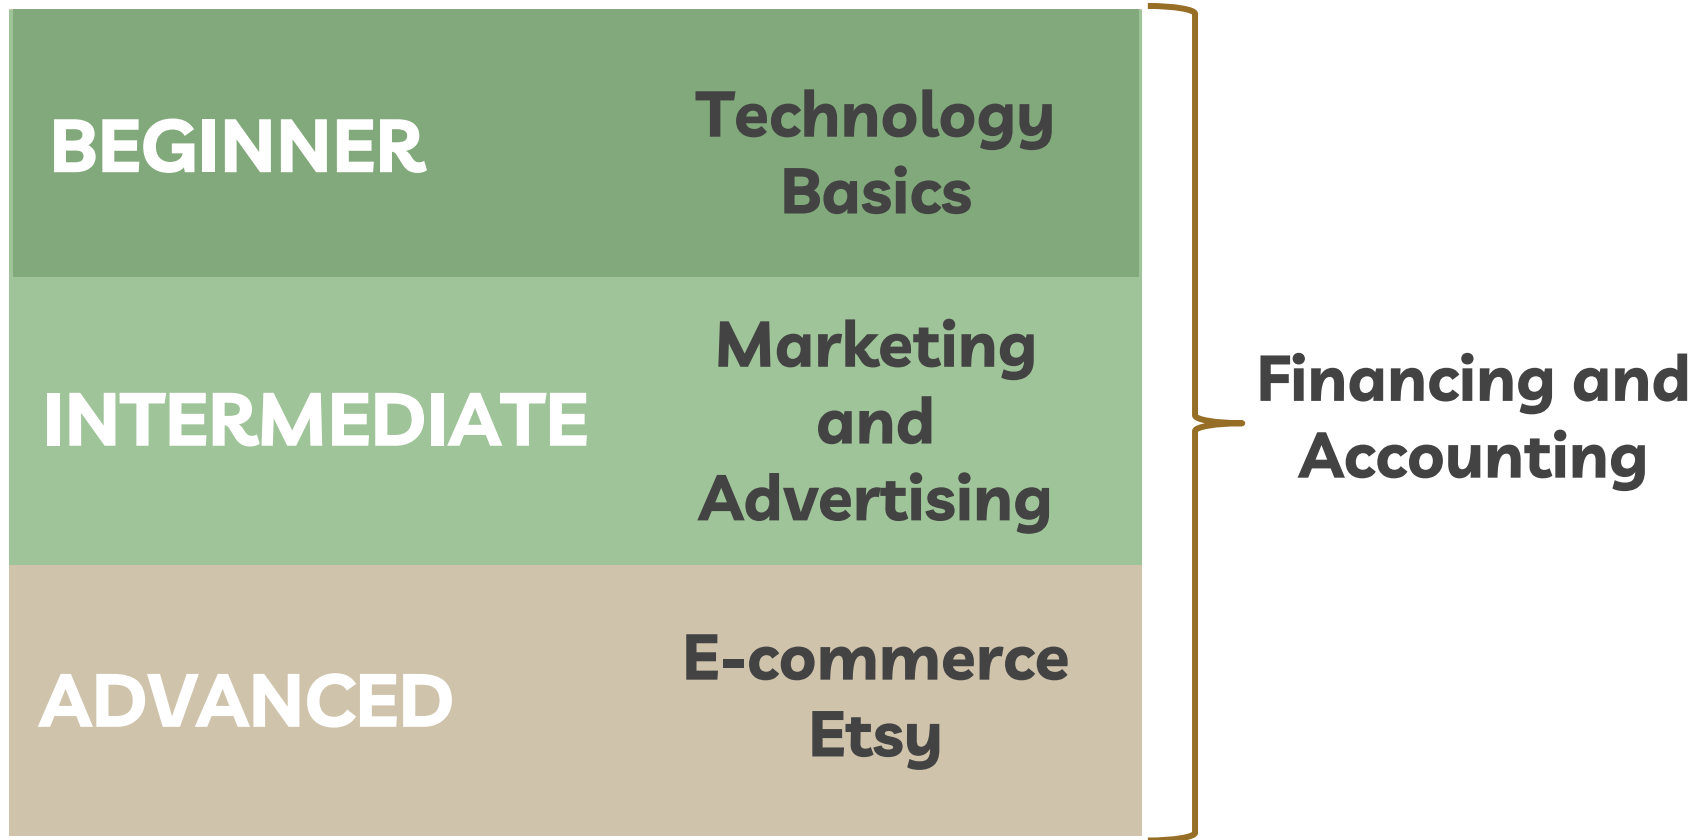 BEGINNER
Technology
Basics
INTERMEDIATE
Marketing
and
Advertising
ADVANCED
E-commerce
Etsy
Financing and
Accounting